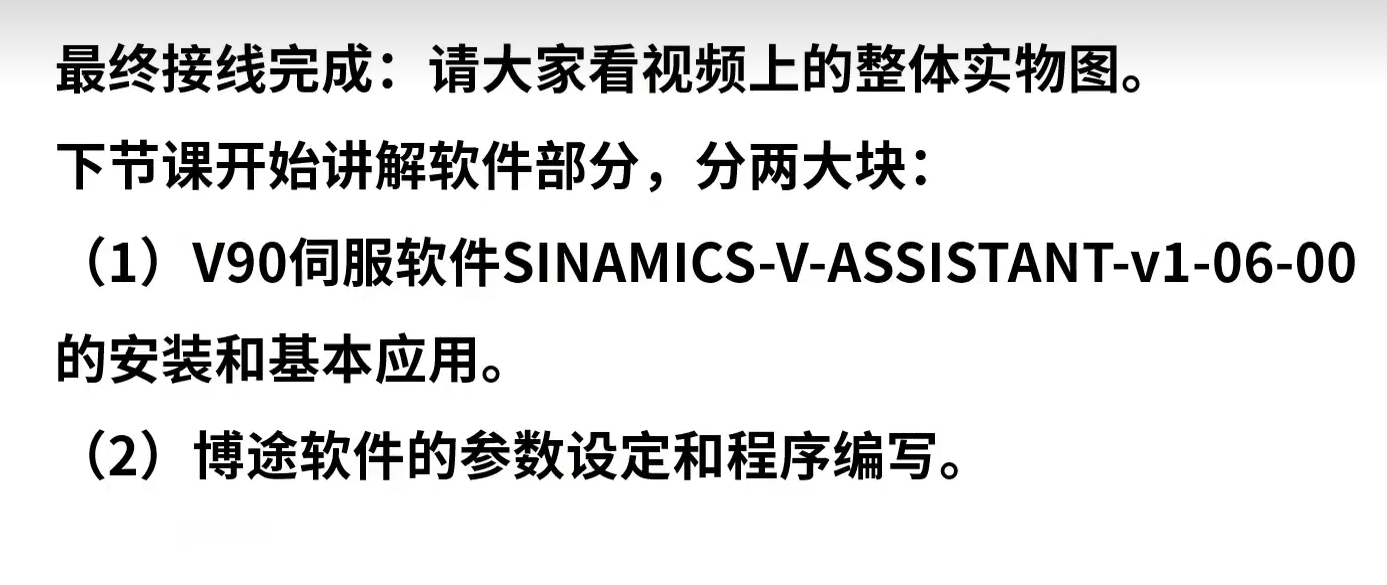 最终接线完成：请大家看视频上的整体实物图。
下节课开始讲解软件部分，分两大块：
（1）V90伺服软件SINAMICS-V-ASSISTANT-v1-06-00
的安装和基本应用。
（2）博途软件的参数设定和程序编写。